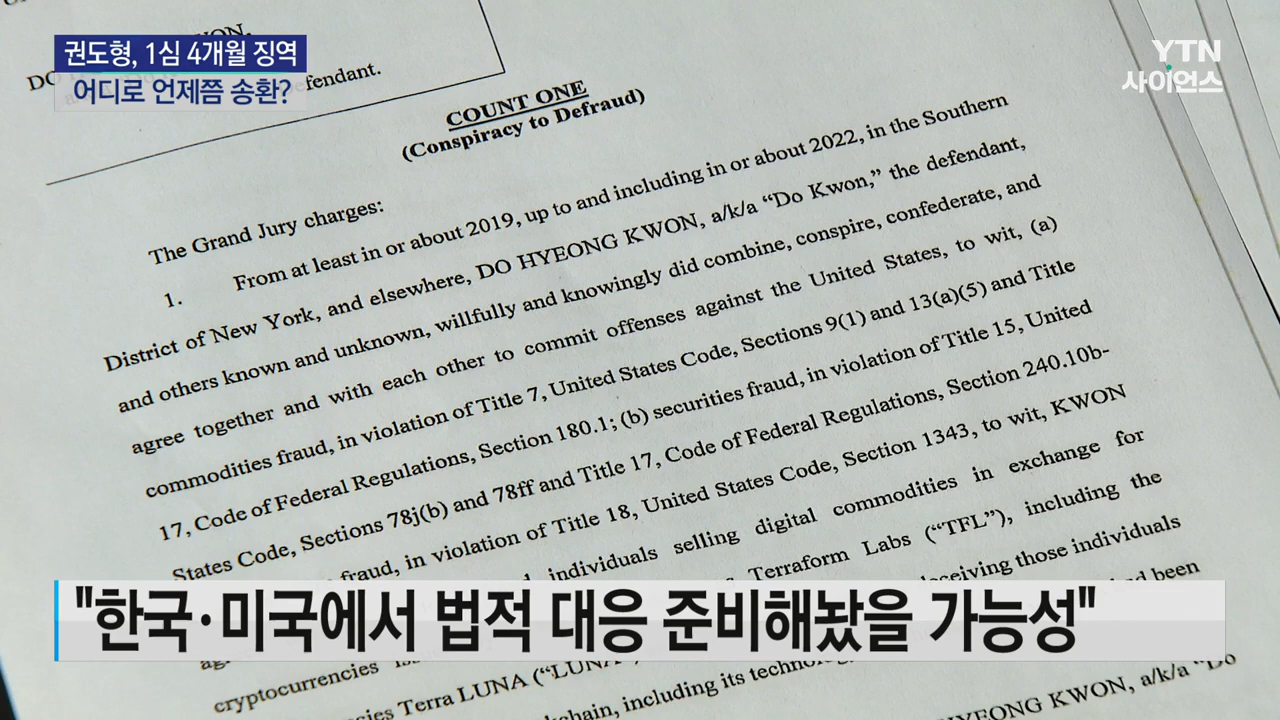 권도형, 1심 4개월 징역
어디로 언제쯤 송환?
YTN
사이언스
DO
Defendant.
COUNT ONE
(Conspiracy to Defraud)
The Grand Jury charges:
1. From at least in or about 2019, up to and including in or about 2022, in the Southern
District of New York, and elsewhere, DO HYEONG KWON, a/k/a “Do Kwon,” the defendant,
and others known and unknown, willfully and knowingly did combine, conspire, confederate, and
agree together and with each other to commit offenses against the United States, to wit, (a)
commodities fraud, in violation of Title 7, United States Code, Sections 9(1) and 13(a)(5) and Title
17, Code of Federal Regulations, Section 180.1; (b) securities fraud, in violation of Title 15, United
States Code, Sections 78j(b) and 78ff and Title 17, Code of Federal Regulations, Section 240.10b-
fraud, in violation of Title 18, United States Code, Section 1343, to wit, KWON
individuals selling digital commodities in exchange for
Terraform Labs (“TFL”), including the
deceiving those individuals
had been
cryptocurrencies
Terra LUNA (“LUNA
chain, including its
HYEONG KWON, a/k/a “Do
"한국·미국에서 법적 대응 준비해놨을 가능성"